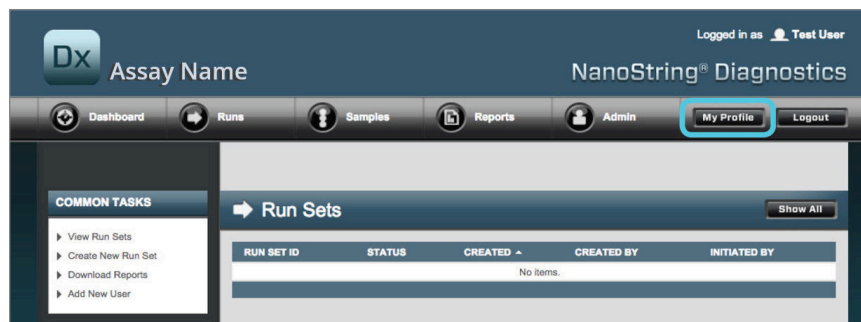 Logged in as Test User
Dx Assay Name
NanoString® Diagnostics
Dashboard Runs Samples Reports Admin My Profile Logout
COMMON TASKS
View Run Sets
Create New Run Set
Download Reports
Add New User
Run Sets Show All
RUN SET ID STATUS CREATED CREATED BY INITIATED BY
No items.